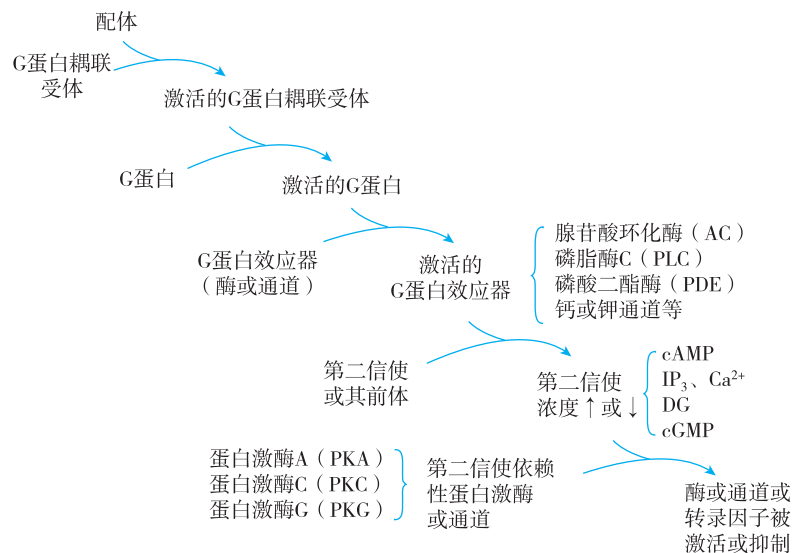 配体
G蛋白耦联
受体
激活的G蛋白耦联受体
G蛋白
激活的G蛋白
G蛋白效应器
（酶或通道）
激活的
G蛋白效应器
腺苷酸环化酶（AC）
磷脂酶C（PLC）
磷酸二酯酶（PDE）
钙或钾通道等
第二信使
或其前体
第二信使
浓度↑或↓
cAMP
IP₃、Ca²⁺
DG
cGMP
蛋白激酶A（PKA）
蛋白激酶C（PKC）
蛋白激酶G（PKG）
第二信使依赖
性蛋白激酶
或通道
酶或通道或
转录因子被
激活或抑制